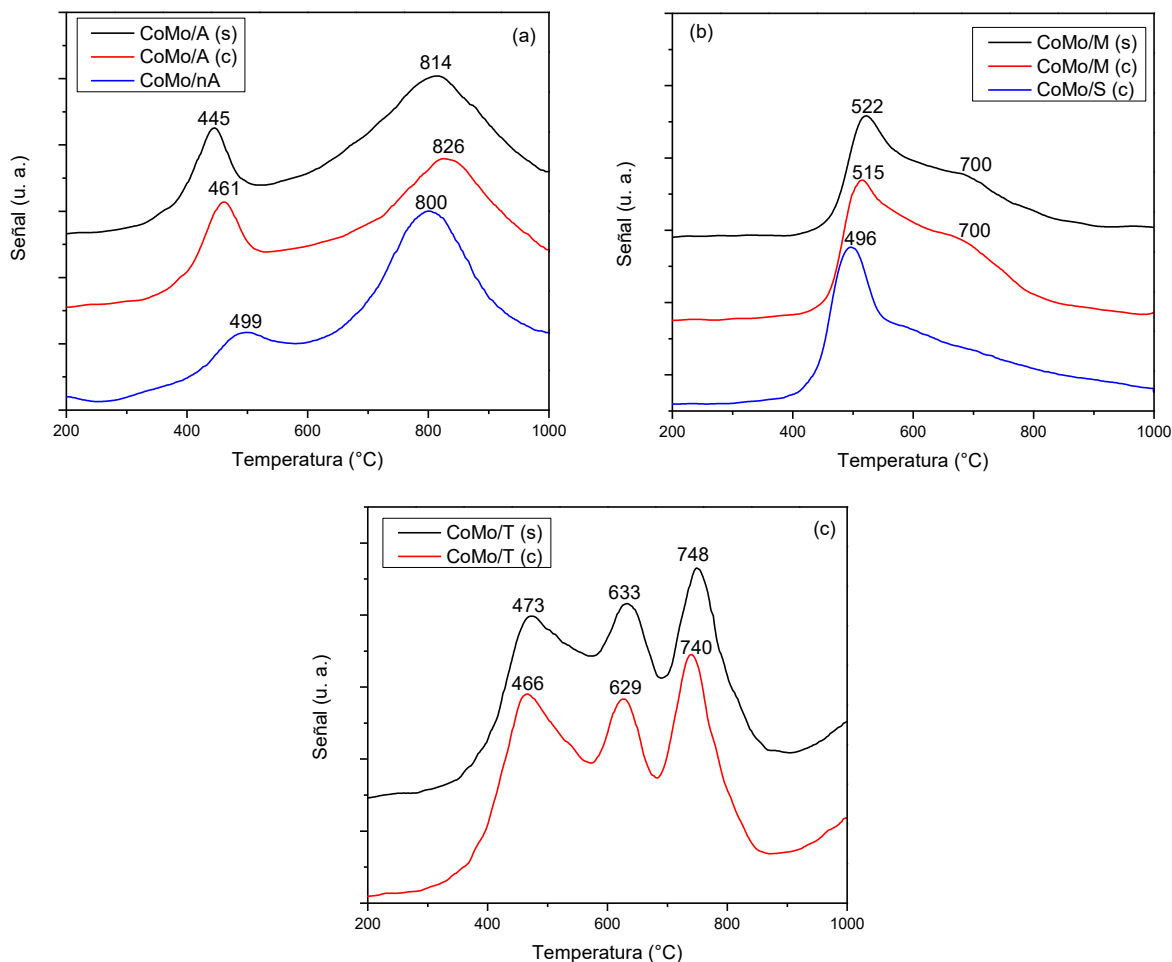 (a)
CoMo/A (s)
CoMo/A (c)
CoMo/nA
814
445
826
461
800
499
Señal (u. a.)
200 400 600 800 1000
Temperatura (°C)
(b)
CoMo/M (s)
CoMo/M (c)
CoMo/S (c)
522
700
515
700
496
Señal (u. a.)
200 400 600 800 1000
Temperatura (°C)
CoMo/T (s)
CoMo/T (c)
(c)
748
633
473
740
629
466
Señal (u. a.)
200 400 600 800 1000
Temperatura (°C)